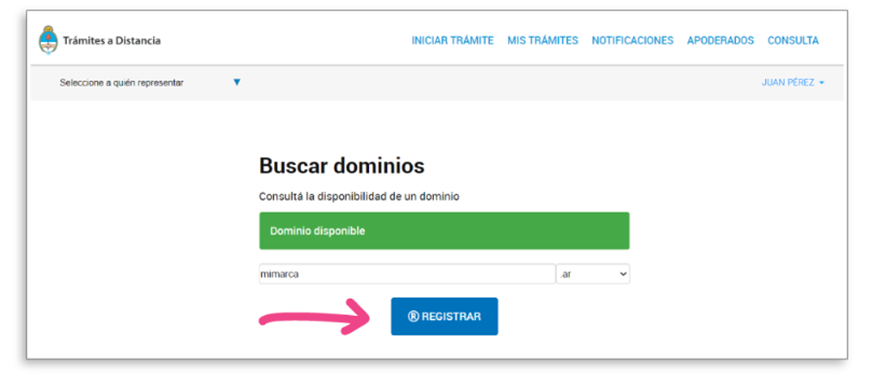 Trámites a Distancia
INICIAR TRÁMITE MIS TRÁMITES NOTIFICACIONES APODERADOS CONSULTA
Seleccione a quién representar
JUAN PÉREZ
Buscar dominios
Consultá la disponibilidad de un dominio
Dominio disponible
mimarca .ar
® REGISTRAR